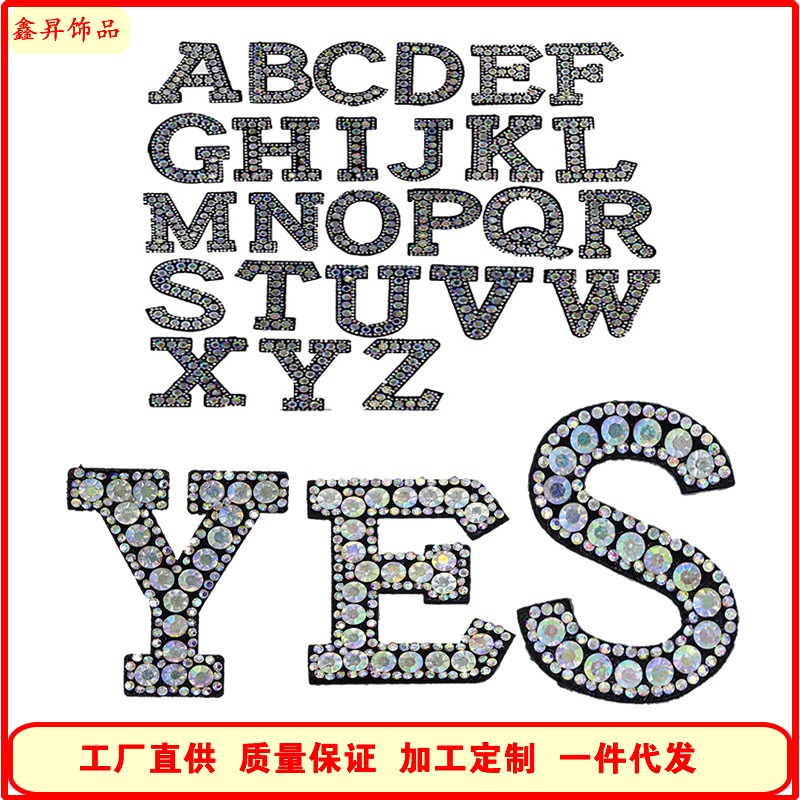 鑫昇饰品
ABCDEF
GHIJKL
MNOPQR
STUVW
XYZ
YES
工厂直供 质量保证 加工定制 一件代发